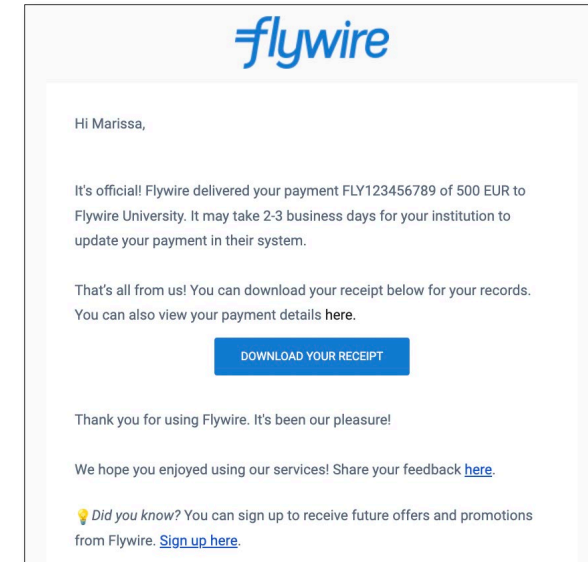 flywire
Hi Marissa,
It's official! Flywire delivered your payment FLY123456789 of 500 EUR to
Flywire University. It may take 2-3 business days for your institution to
update your payment in their system.
That's all from us! You can download your receipt below for your records.
You can also view your payment details here.
DOWNLOAD YOUR RECEIPT
Thank you for using Flywire. It's been our pleasure!
We hope you enjoyed using our services! Share your feedback here.
💡Did you know? You can sign up to receive future offers and promotions
from Flywire. Sign up here.